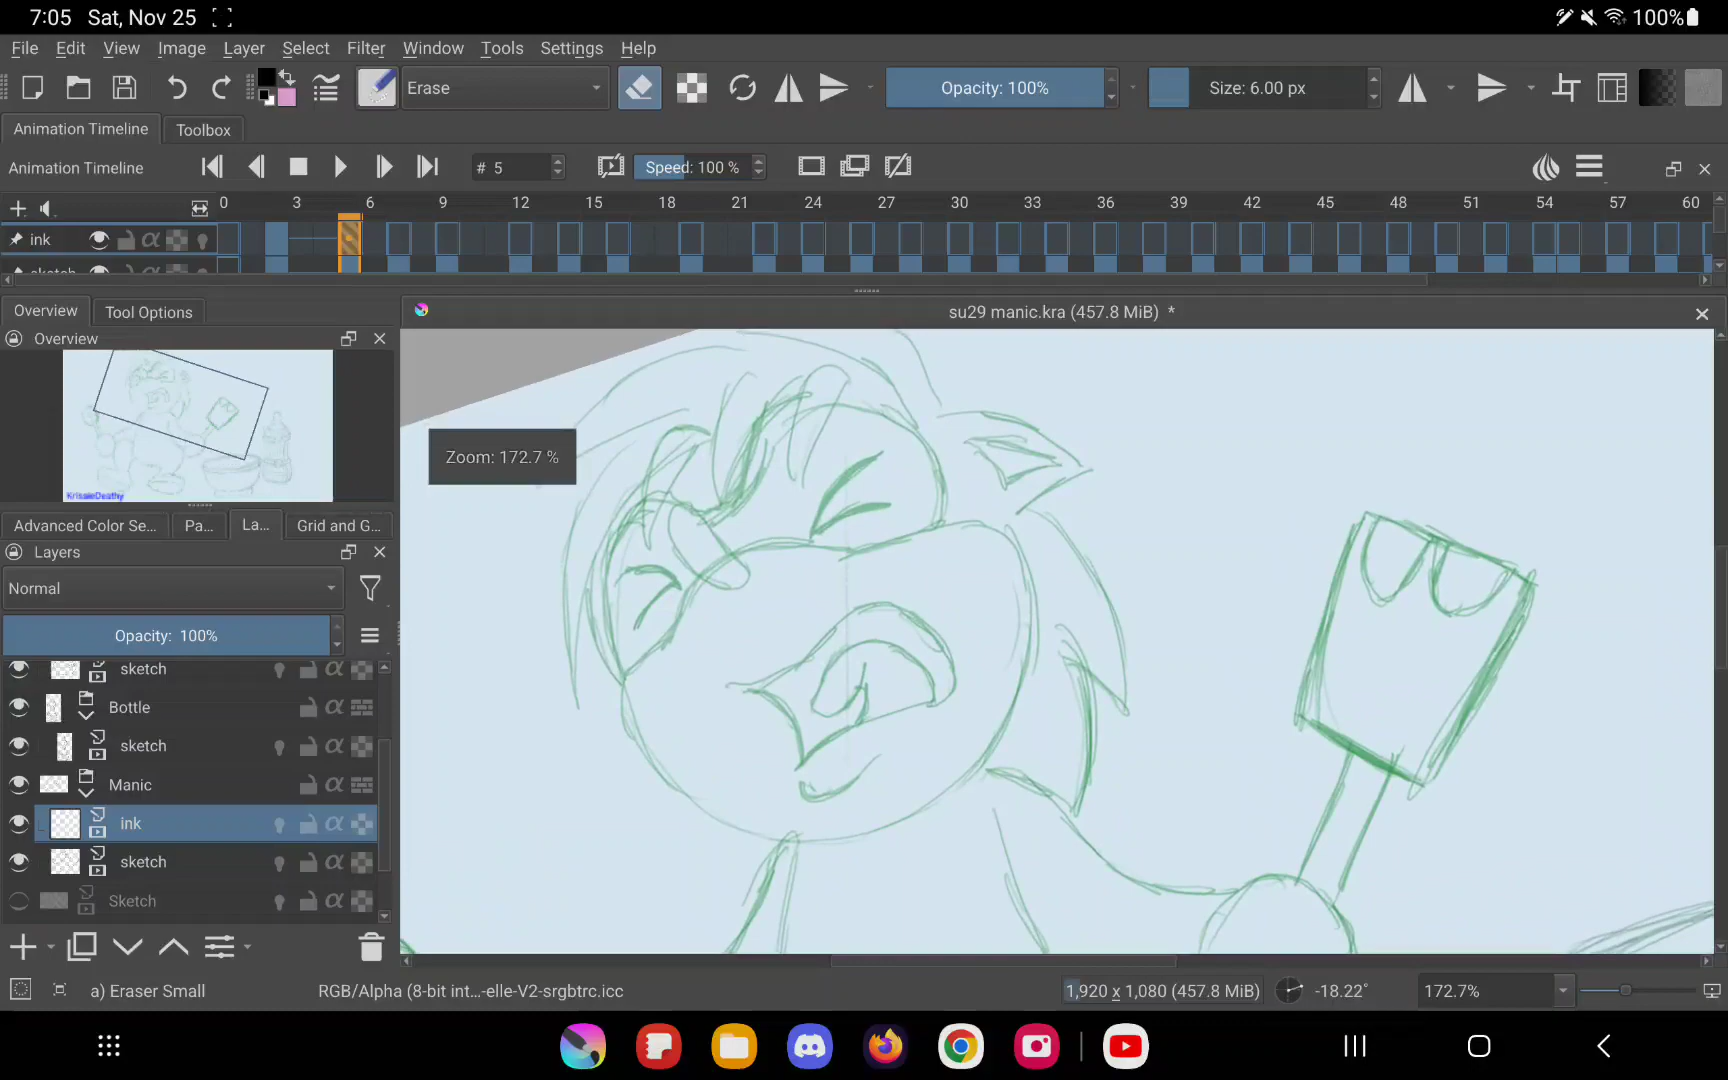 7:05 Sat, Nov 25 100%
File Edit View Image Layer Select Filter Window Tools Settings Help
Erase Opacity: 100% Size: 6.00 px
Animation Timeline Toolbox
Animation Timeline # 5 Speed: 100 %
0 3 6 9 12 15 18 21 24 27 30 33 36 39 42 45 48 51 54 57 60
ink
sketch
Overview Tool Options
su29 manic.kra (457.8 MiB) *
Overview
Zoom: 172.7 %
KrissieDeathy
Advanced Color Se... Pa... La... Grid and G...
Layers
Normal
Opacity: 100%
sketch
Bottle
sketch
Manic
ink
sketch
Sketch
a) Eraser Small RGB/Alpha (8-bit int...-elle-V2-srgbtrc.icc 1,920 x 1,080 (457.8 MiB) -18.22° 172.7%